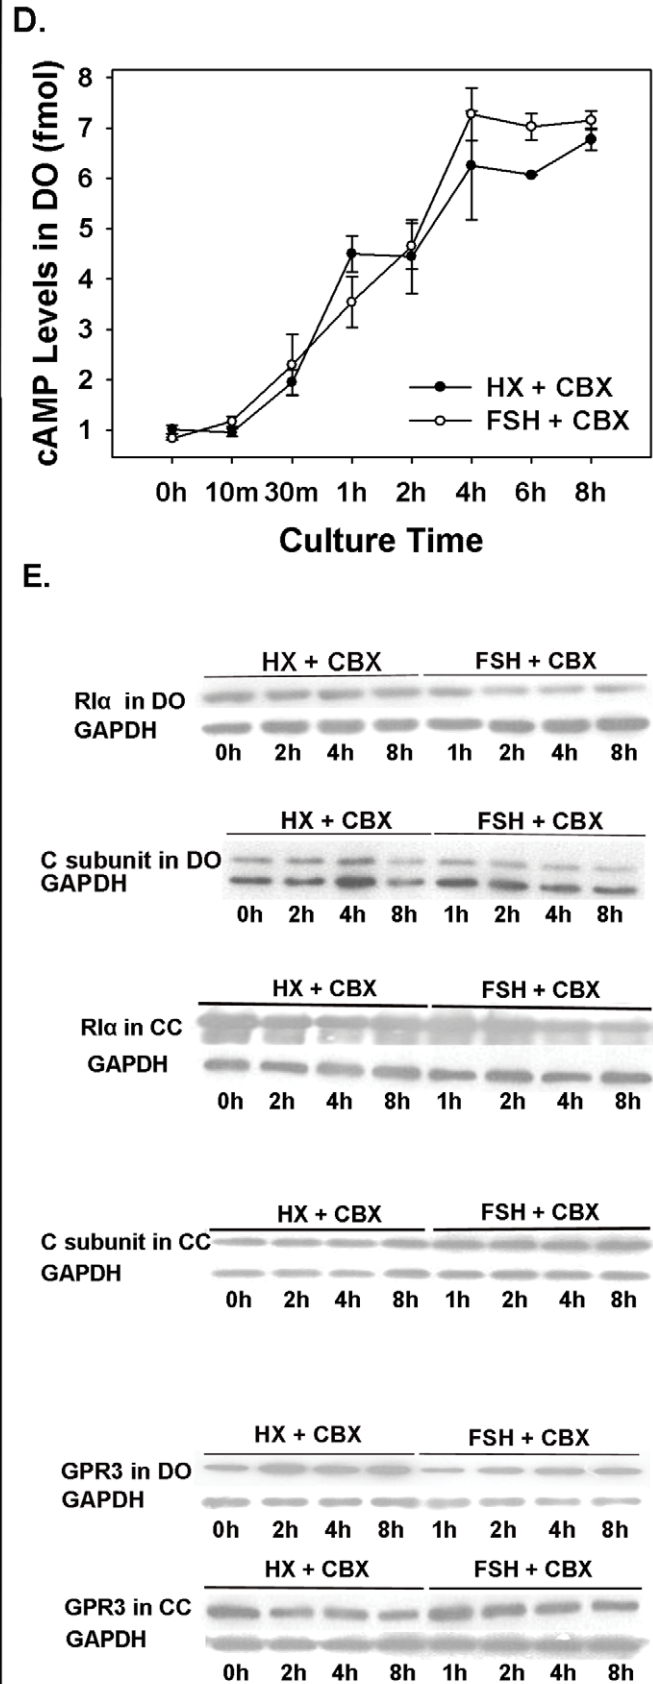 D.
cAMP Levels in DO (fmol)
8
7
6
5
4
3
2
1
HX + CBX
FSH + CBX
0h 10m 30m 1h 2h 4h 6h 8h
Culture Time
E.
HX + CBX FSH + CBX
RIα in DO
GAPDH
0h 2h 4h 8h 1h 2h 4h 8h
HX + CBX FSH + CBX
C subunit in DO
GAPDH
0h 2h 4h 8h 1h 2h 4h 8h
HX + CBX FSH + CBX
RIα in CC
GAPDH
0h 2h 4h 8h 1h 2h 4h 8h
HX + CBX FSH + CBX
C subunit in CC
GAPDH
0h 2h 4h 8h 1h 2h 4h 8h
HX + CBX FSH + CBX
GPR3 in DO
GAPDH
0h 2h 4h 8h 1h 2h 4h 8h
HX + CBX FSH + CBX
GPR3 in CC
GAPDH
0h 2h 4h 8h 1h 2h 4h 8h